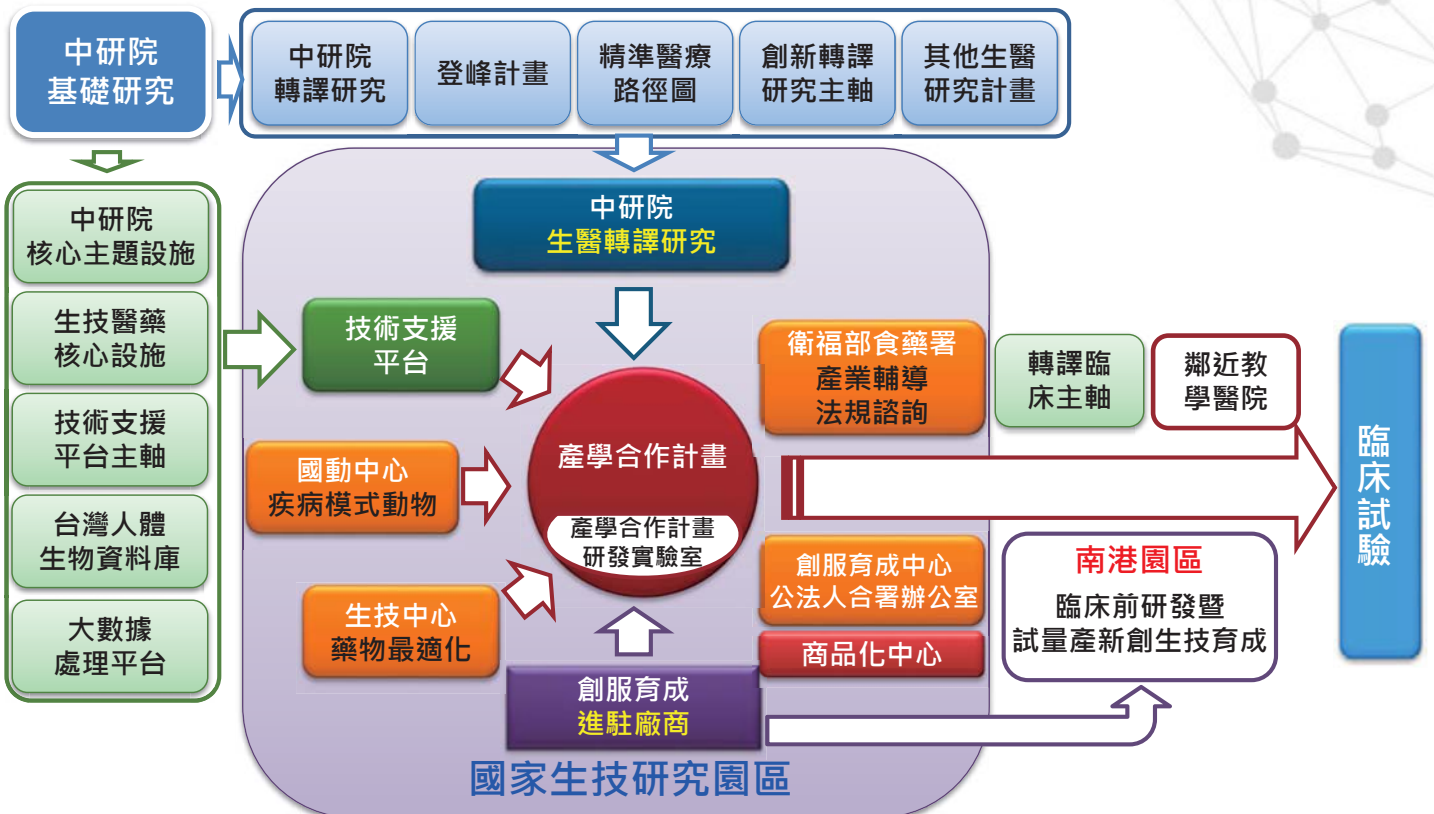 中研院
基礎研究
中研院
轉譯研究
登峰計畫
精準醫療
路徑圖
創新轉譯
研究主軸
其他生醫
研究計畫
中研院
核心主題設施
生技醫藥
核心設施
技術支援
平台主軸
台灣人體
生物資料庫
大數據
處理平台
中研院
生醫轉譯研究
技術支援
平台
國動中心
疾病模式動物
生技中心
藥物最適化
產學合作計畫
產學合作計畫
研發實驗室
創服育成
進駐廠商
衛福部食藥署
產業輔導
法規諮詢
創服育成中心
公法人合署辦公室
商品化中心
轉譯臨
床主軸
鄰近教
學醫院
南港園區
臨床前研發暨
試量產新創生技育成
臨床試驗
國家生技研究園區